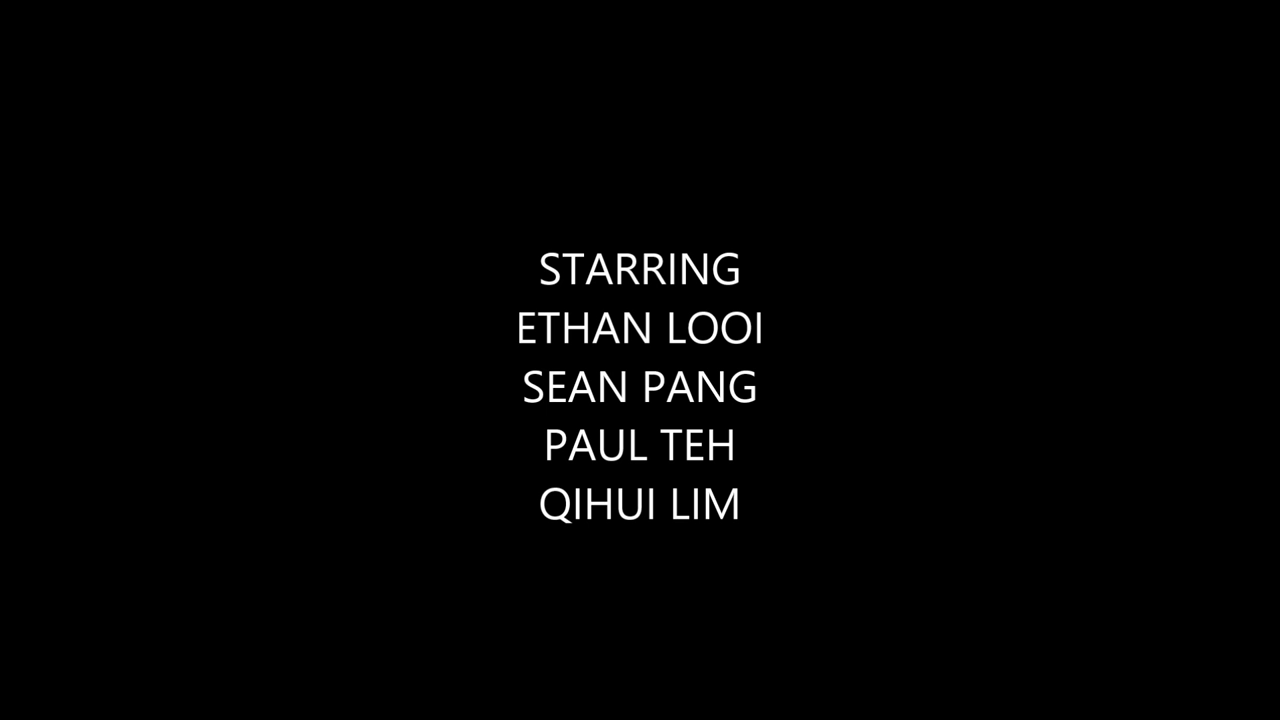 STARRING
ETHAN LOOI
SEAN PANG
PAUL TEH
QIHUI LIM